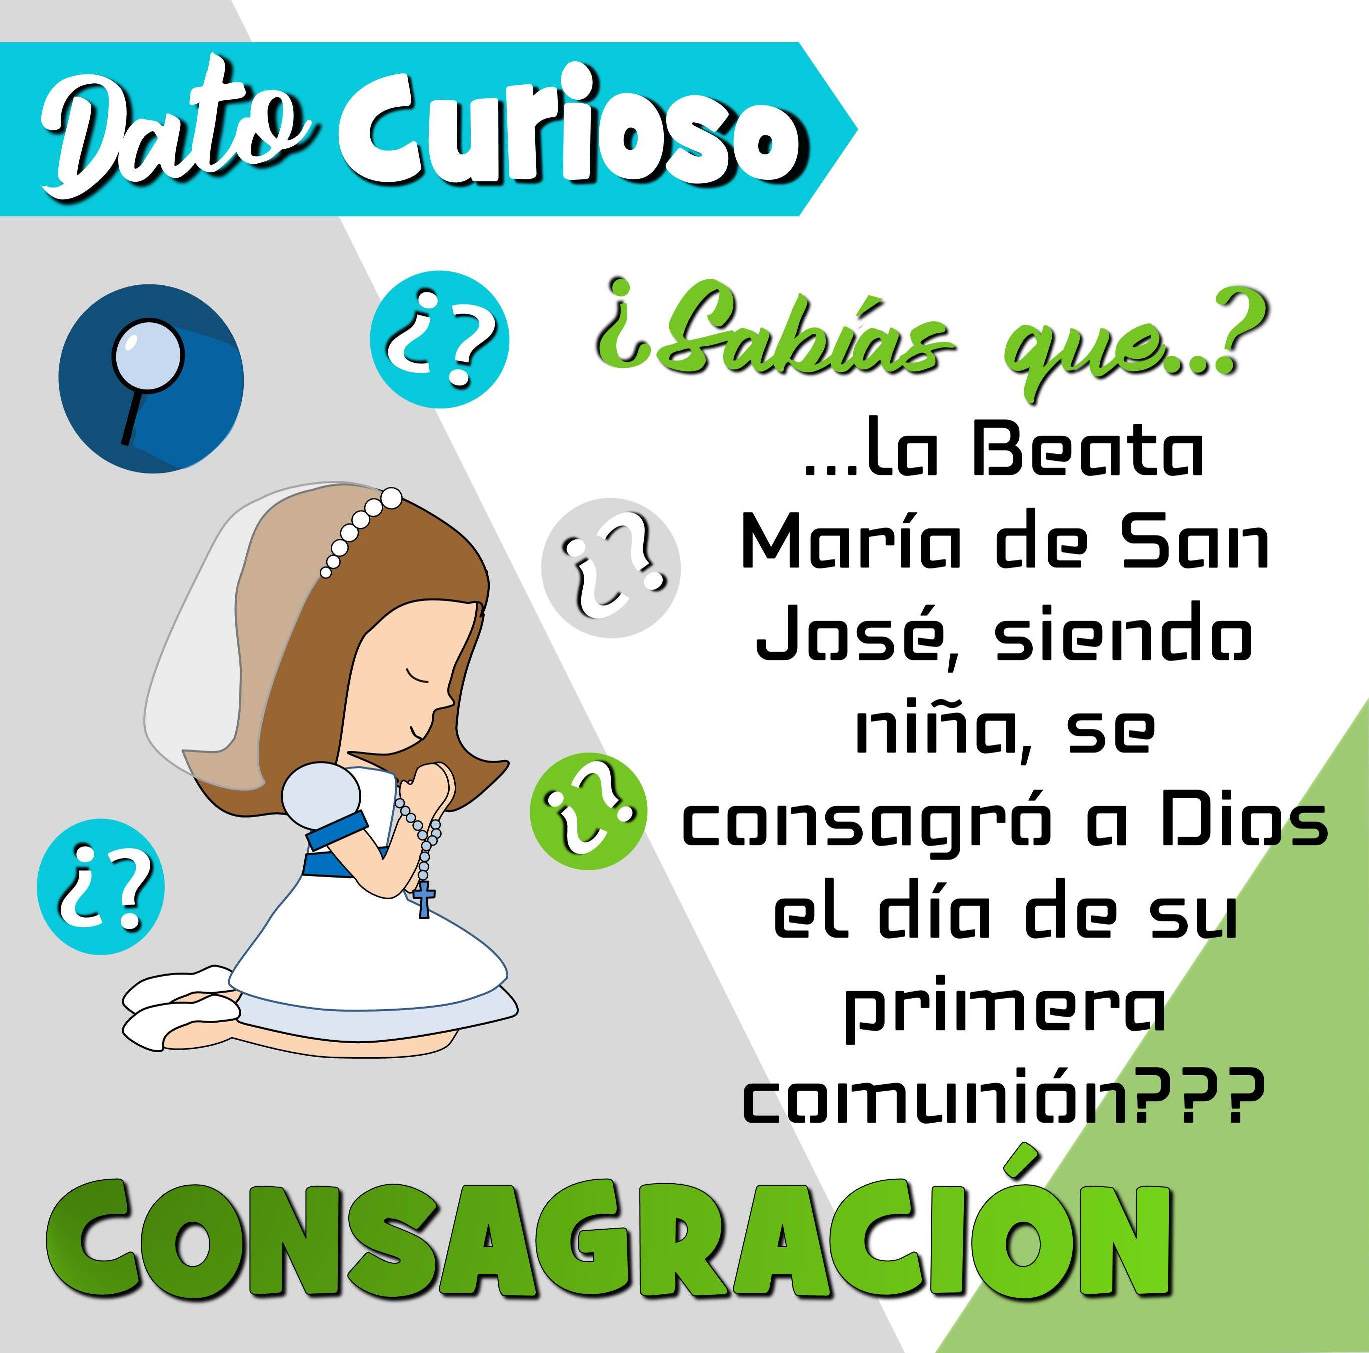 Dato Curioso
¿?
¿Sabías que..?
...la Beata
María de San
¿?
José, siendo
niña, se
¿?
consagró a Dios
¿?
el día de su
primera
comunión???
CONSAGRACIÓN